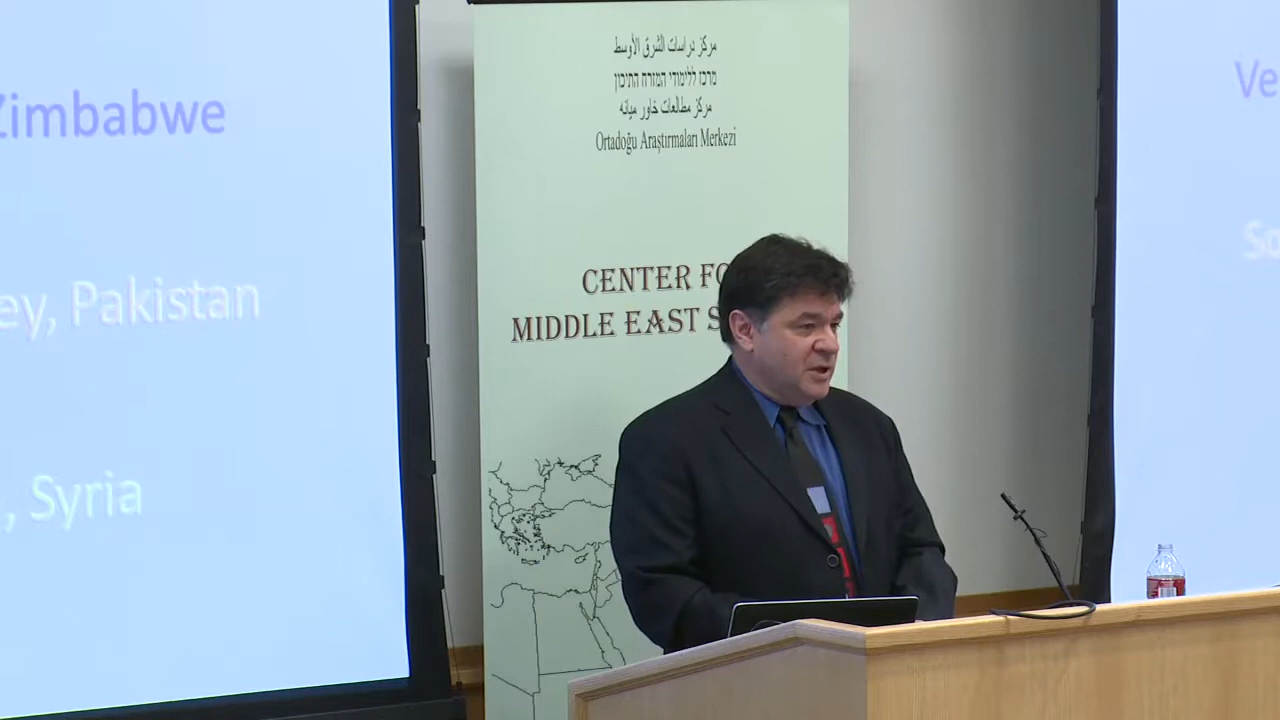 Zimbabwe
ey, Pakistan
, Syria
مركز دراسات الشرق الأوسط
מרכז ללימודי המזרח התיכון
مرکز مطالعات خاور میانه
Ortadoğu Araştırmaları Merkezi
CENTER FO
MIDDLE EAST S
Ve
So